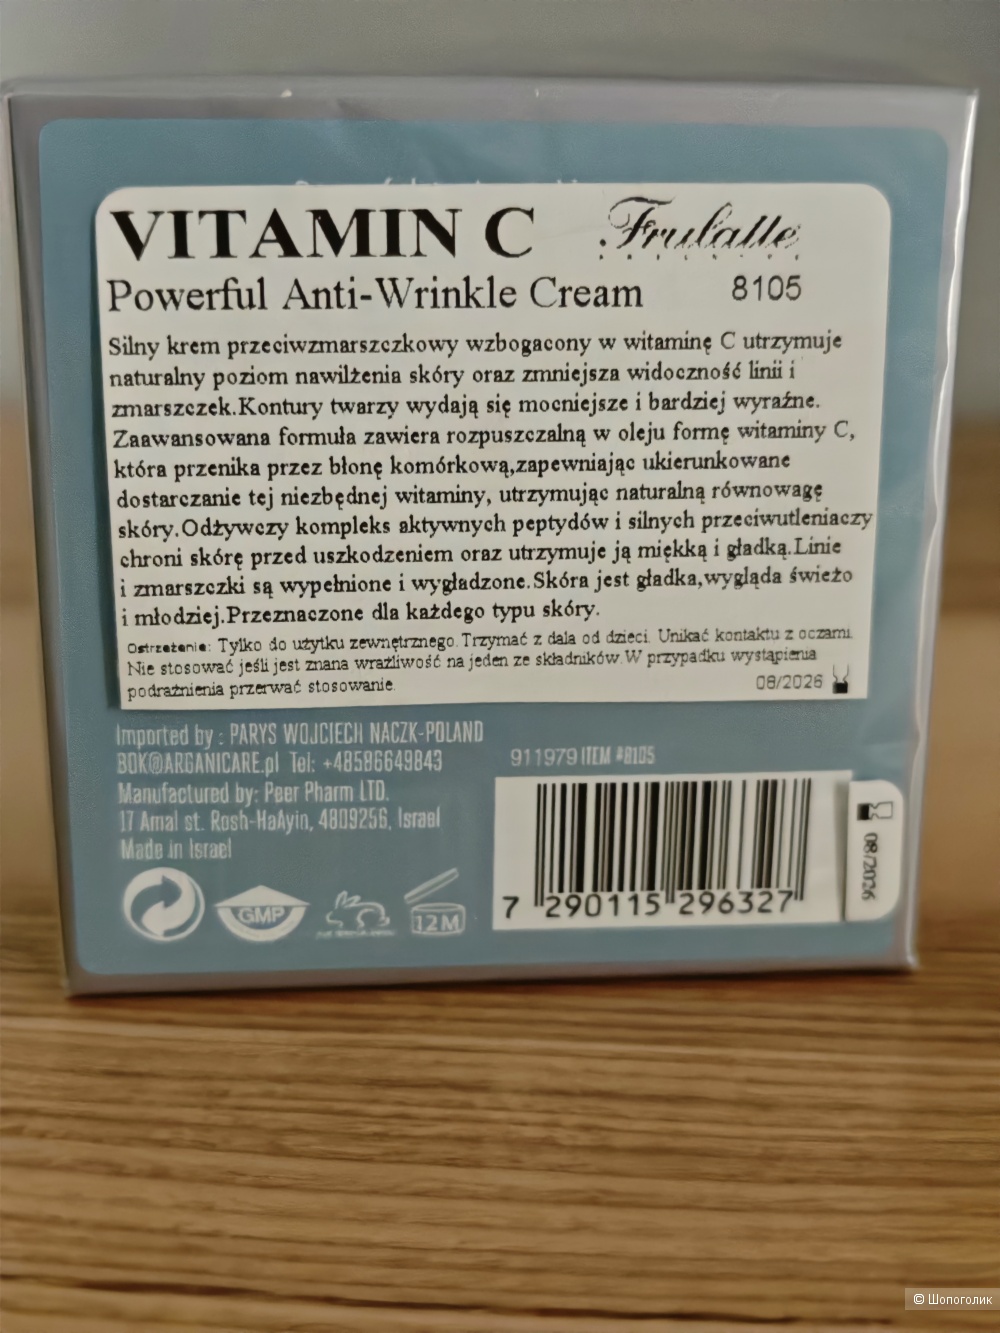 VITAMIN C Frulatte
Powerful Anti-Wrinkle Cream 8105
Silny krem przeciwzmarszczkowy wzbogacony w witaminę C utrzymuje
naturalny poziom nawilżenia skóry oraz zmniejsza widoczność linii i
zmarszczek.Kontury twarzy wydają się mocniejsze i bardziej wyraźne.
Zaawansowana formuła zawiera rozpuszczalną w oleju formę witaminy C,
która przenika przez błonę komórkową,zapewniając ukierunkowane
dostarczanie tej niezbędnej witaminy, utrzymując naturalną równowagę
skóry.Odżywczy kompleks aktywnych peptydów i silnych przeciwutleniaczy
chroni skórę przed uszkodzeniem oraz utrzymuje ją miękką i gładką.Linie
i zmarszczki są wypełnione i wygładzone.Skóra jest gładka,wygląda świeżo
i młodziej.Przeznaczone dla każdego typu skóry.
Ostrzeżenie: Tylko do użytku zewnętrznego. Trzymać z dala od dzieci. Unikać kontaktu z oczami.
Nie stosować jeśli jest znana wrażliwość na jeden ze składników.W przypadku wystąpienia
podrażnienia przerwać stosowanie.
08/2026
Imported by : PARYS WOJCIECH NACZK-POLAND
BOK@ARGANICARE.pl Tel: +48586649843
Manufactured by: Peer Pharm LTD.
17 Amal st. Rosh-HaAyin, 4809256, Israel
Made in Israel
911979 ITEM #8105
7 290115 296327
08/2026
GMP
12M
© Шопоголик